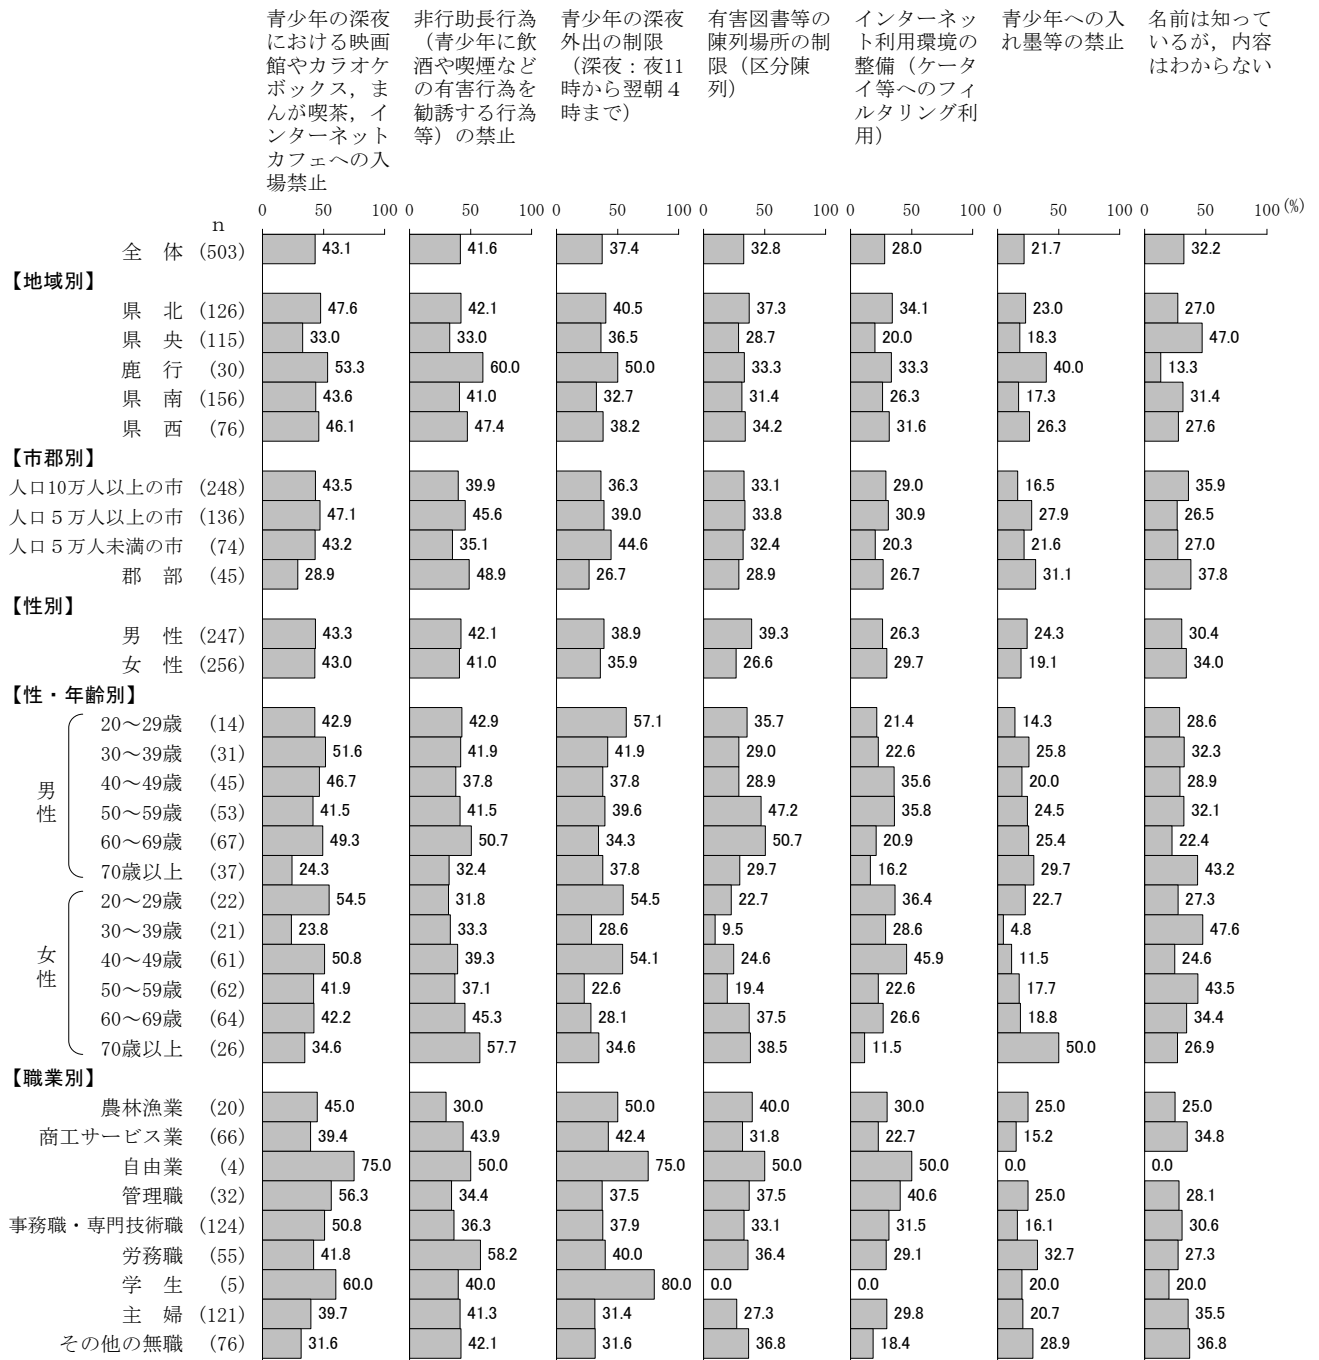 青少年の深夜
における映画
館やカラオケ
ボックス，ま
んが喫茶，イ
ンターネット
カフェへの入
場禁止
非行助長行為
（青少年に飲
酒や喫煙など
の有害行為を
勧誘する行為
等）の禁止
青少年の深夜
外出の制限
（深夜：夜11
時から翌朝４
時まで）
有害図書等の
陳列場所の制
限（区分陳
列）
インターネッ
ト利用環境の
整備（ケータ
イ等へのフィ
ルタリング利
用）
青少年への入
れ墨等の禁止
名前は知って
いるが，内容
はわからない
n
0 50 100 0 50 100 0 50 100 0 50 100 0 50 100 0 50 100 0 50 100 (%)
全 体 (503) 43.1 41.6 37.4 32.8 28.0 21.7 32.2
【地域別】
県 北 (126) 47.6 42.1 40.5 37.3 34.1 23.0 27.0
県 央 (115) 33.0 33.0 36.5 28.7 20.0 18.3 47.0
鹿 行 (30) 53.3 60.0 50.0 33.3 33.3 40.0 13.3
県 南 (156) 43.6 41.0 32.7 31.4 26.3 17.3 31.4
県 西 (76) 46.1 47.4 38.2 34.2 31.6 26.3 27.6
【市郡別】
人口10万人以上の市 (248) 43.5 39.9 36.3 33.1 29.0 16.5 35.9
人口５万人以上の市 (136) 47.1 45.6 39.0 33.8 30.9 27.9 26.5
人口５万人未満の市 (74) 43.2 35.1 44.6 32.4 20.3 21.6 27.0
郡 部 (45) 28.9 48.9 26.7 28.9 26.7 31.1 37.8
【性別】
男 性 (247) 43.3 42.1 38.9 39.3 26.3 24.3 30.4
女 性 (256) 43.0 41.0 35.9 26.6 29.7 19.1 34.0
【性・年齢別】
男性
20～29歳 (14) 42.9 42.9 57.1 35.7 21.4 14.3 28.6
30～39歳 (31) 51.6 41.9 41.9 29.0 22.6 25.8 32.3
40～49歳 (45) 46.7 37.8 37.8 28.9 35.6 20.0 28.9
50～59歳 (53) 41.5 41.5 39.6 47.2 35.8 24.5 32.1
60～69歳 (67) 49.3 50.7 34.3 50.7 20.9 25.4 22.4
70歳以上 (37) 24.3 32.4 37.8 29.7 16.2 29.7 43.2
女性
20～29歳 (22) 54.5 31.8 54.5 22.7 36.4 22.7 27.3
30～39歳 (21) 23.8 33.3 28.6 9.5 28.6 4.8 47.6
40～49歳 (61) 50.8 39.3 54.1 24.6 45.9 11.5 24.6
50～59歳 (62) 41.9 37.1 22.6 19.4 22.6 17.7 43.5
60～69歳 (64) 42.2 45.3 28.1 37.5 26.6 18.8 34.4
70歳以上 (26) 34.6 57.7 34.6 38.5 11.5 50.0 26.9
【職業別】
農林漁業 (20) 45.0 30.0 50.0 40.0 30.0 25.0 25.0
商工サービス業 (66) 39.4 43.9 42.4 31.8 22.7 15.2 34.8
自由業 (4) 75.0 50.0 75.0 50.0 50.0 0.0 0.0
管理職 (32) 56.3 34.4 37.5 37.5 40.6 25.0 28.1
事務職・専門技術職 (124) 50.8 36.3 37.9 33.1 31.5 16.1 30.6
労務職 (55) 41.8 58.2 40.0 36.4 29.1 32.7 27.3
学 生 (5) 60.0 40.0 80.0 0.0 0.0 20.0 20.0
主 婦 (121) 39.7 41.3 31.4 27.3 29.8 20.7 35.5
その他の無職 (76) 31.6 42.1 31.6 36.8 18.4 28.9 36.8